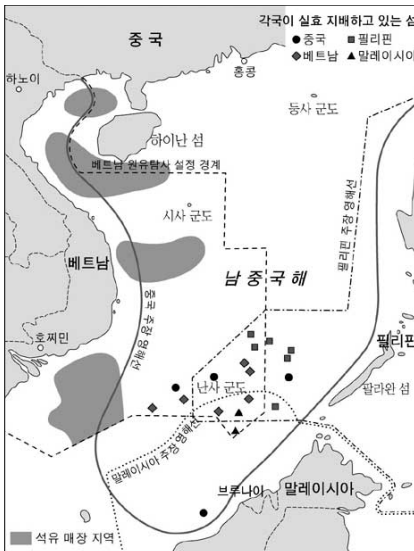 각국이 실효 지배하고 있는 섬
중국
필리핀
베트남
말레이시아
중국
하노이
홍콩
둥사 군도
하이난 섬
베트남 원유탐사 설정 경계
시사 군도
필리핀 주장 영해선
베트남
남중국해
중국 주장 영해선
호찌민
필리핀
난사 군도
팔라완 섬
말레이시아 주장 영해선
브루나이
말레이시아
석유 매장 지역